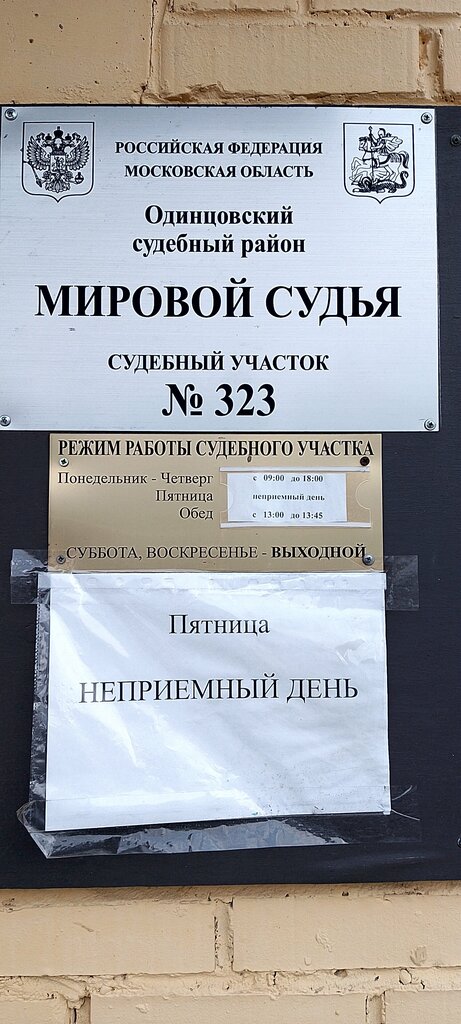 РОССИЙСКАЯ ФЕДЕРАЦИЯ
МОСКОВСКАЯ ОБЛАСТЬ
Одинцовский
судебный район
МИРОВОЙ СУДЬЯ
СУДЕБНЫЙ УЧАСТОК
№ 323
РЕЖИМ РАБОТЫ СУДЕБНОГО УЧАСТКА
Понедельник - Четверг с 09:00 до 18:00
Пятница неприемный день
Обед с 13:00 до 13:45
СУББОТА, ВОСКРЕСЕНЬЕ - ВЫХОДНОЙ
Пятница
НЕПРИЕМНЫЙ ДЕНЬ